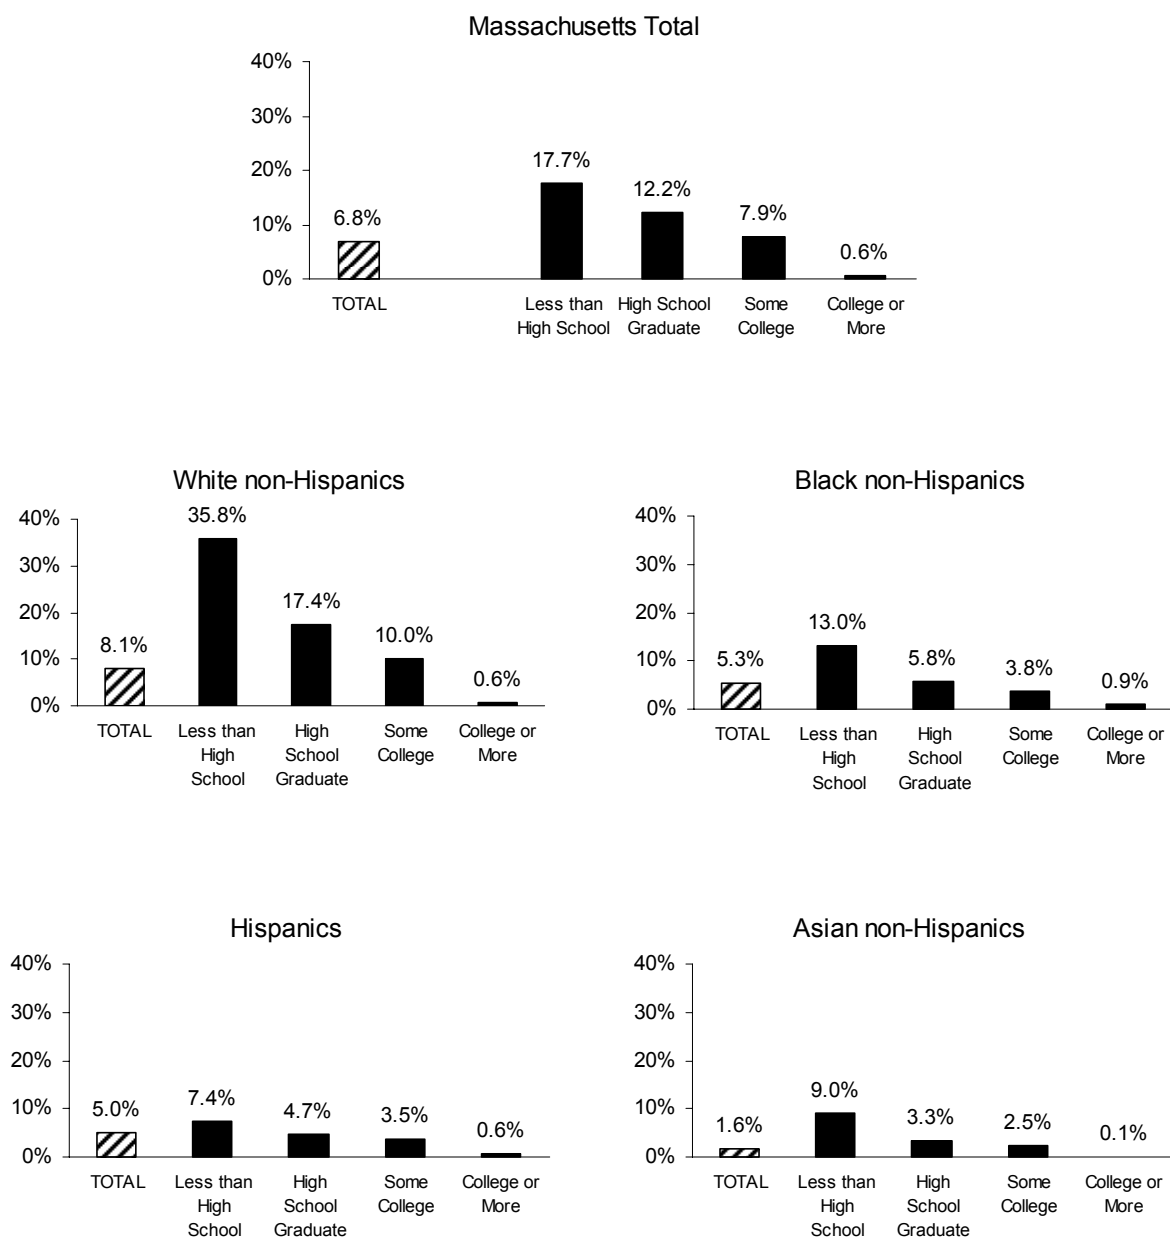 Massachusetts Total
40%
30%
20%
10%
0%
17.7%
12.2%
7.9%
6.8%
0.6%
TOTAL
Less than
High School
High School
Graduate
Some
College
College or
More
White non-Hispanics
40%
30%
20%
10%
0%
35.8%
17.4%
10.0%
8.1%
0.6%
TOTAL
Less than
High
School
High
School
Graduate
Some
College
College or
More
Black non-Hispanics
40%
30%
20%
10%
0%
13.0%
5.3%
5.8%
3.8%
0.9%
TOTAL
Less than
High
School
High
School
Graduate
Some
College
College or
More
Hispanics
40%
30%
20%
10%
0%
5.0%
7.4%
4.7%
3.5%
0.6%
TOTAL
Less than
High
School
High
School
Graduate
Some
College
College or
More
Asian non-Hispanics
40%
30%
20%
10%
0%
1.6%
9.0%
3.3%
2.5%
0.1%
TOTAL
Less than
High
School
High
School
Graduate
Some
College
College or
More